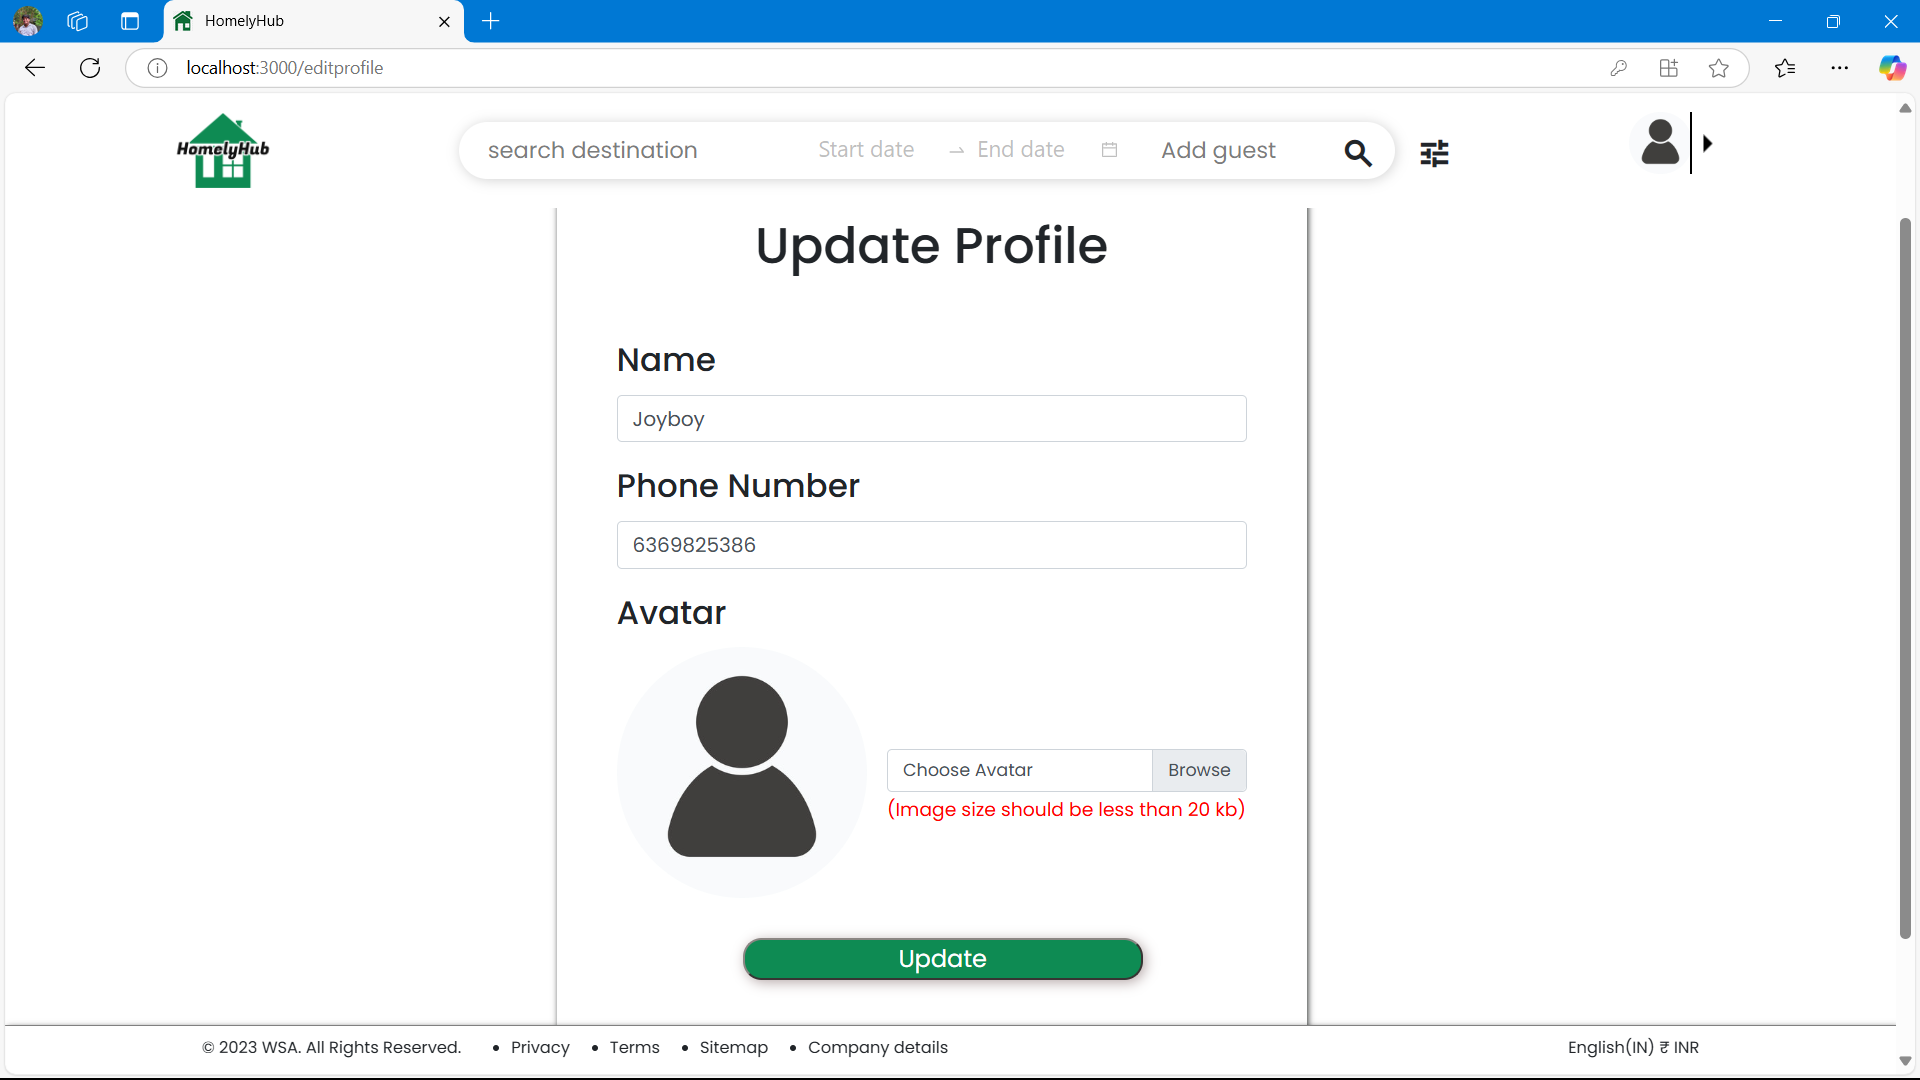 HomelyHub
localhost:3000/editprofile
HomelyHub
search destination Start date End date Add guest
Update Profile
Name
Joyboy
Phone Number
6369825386
Avatar
Choose Avatar Browse
(Image size should be less than 20 kb)
Update
© 2023 WSA. All Rights Reserved. • Privacy • Terms • Sitemap • Company details English(IN) ₹ INR